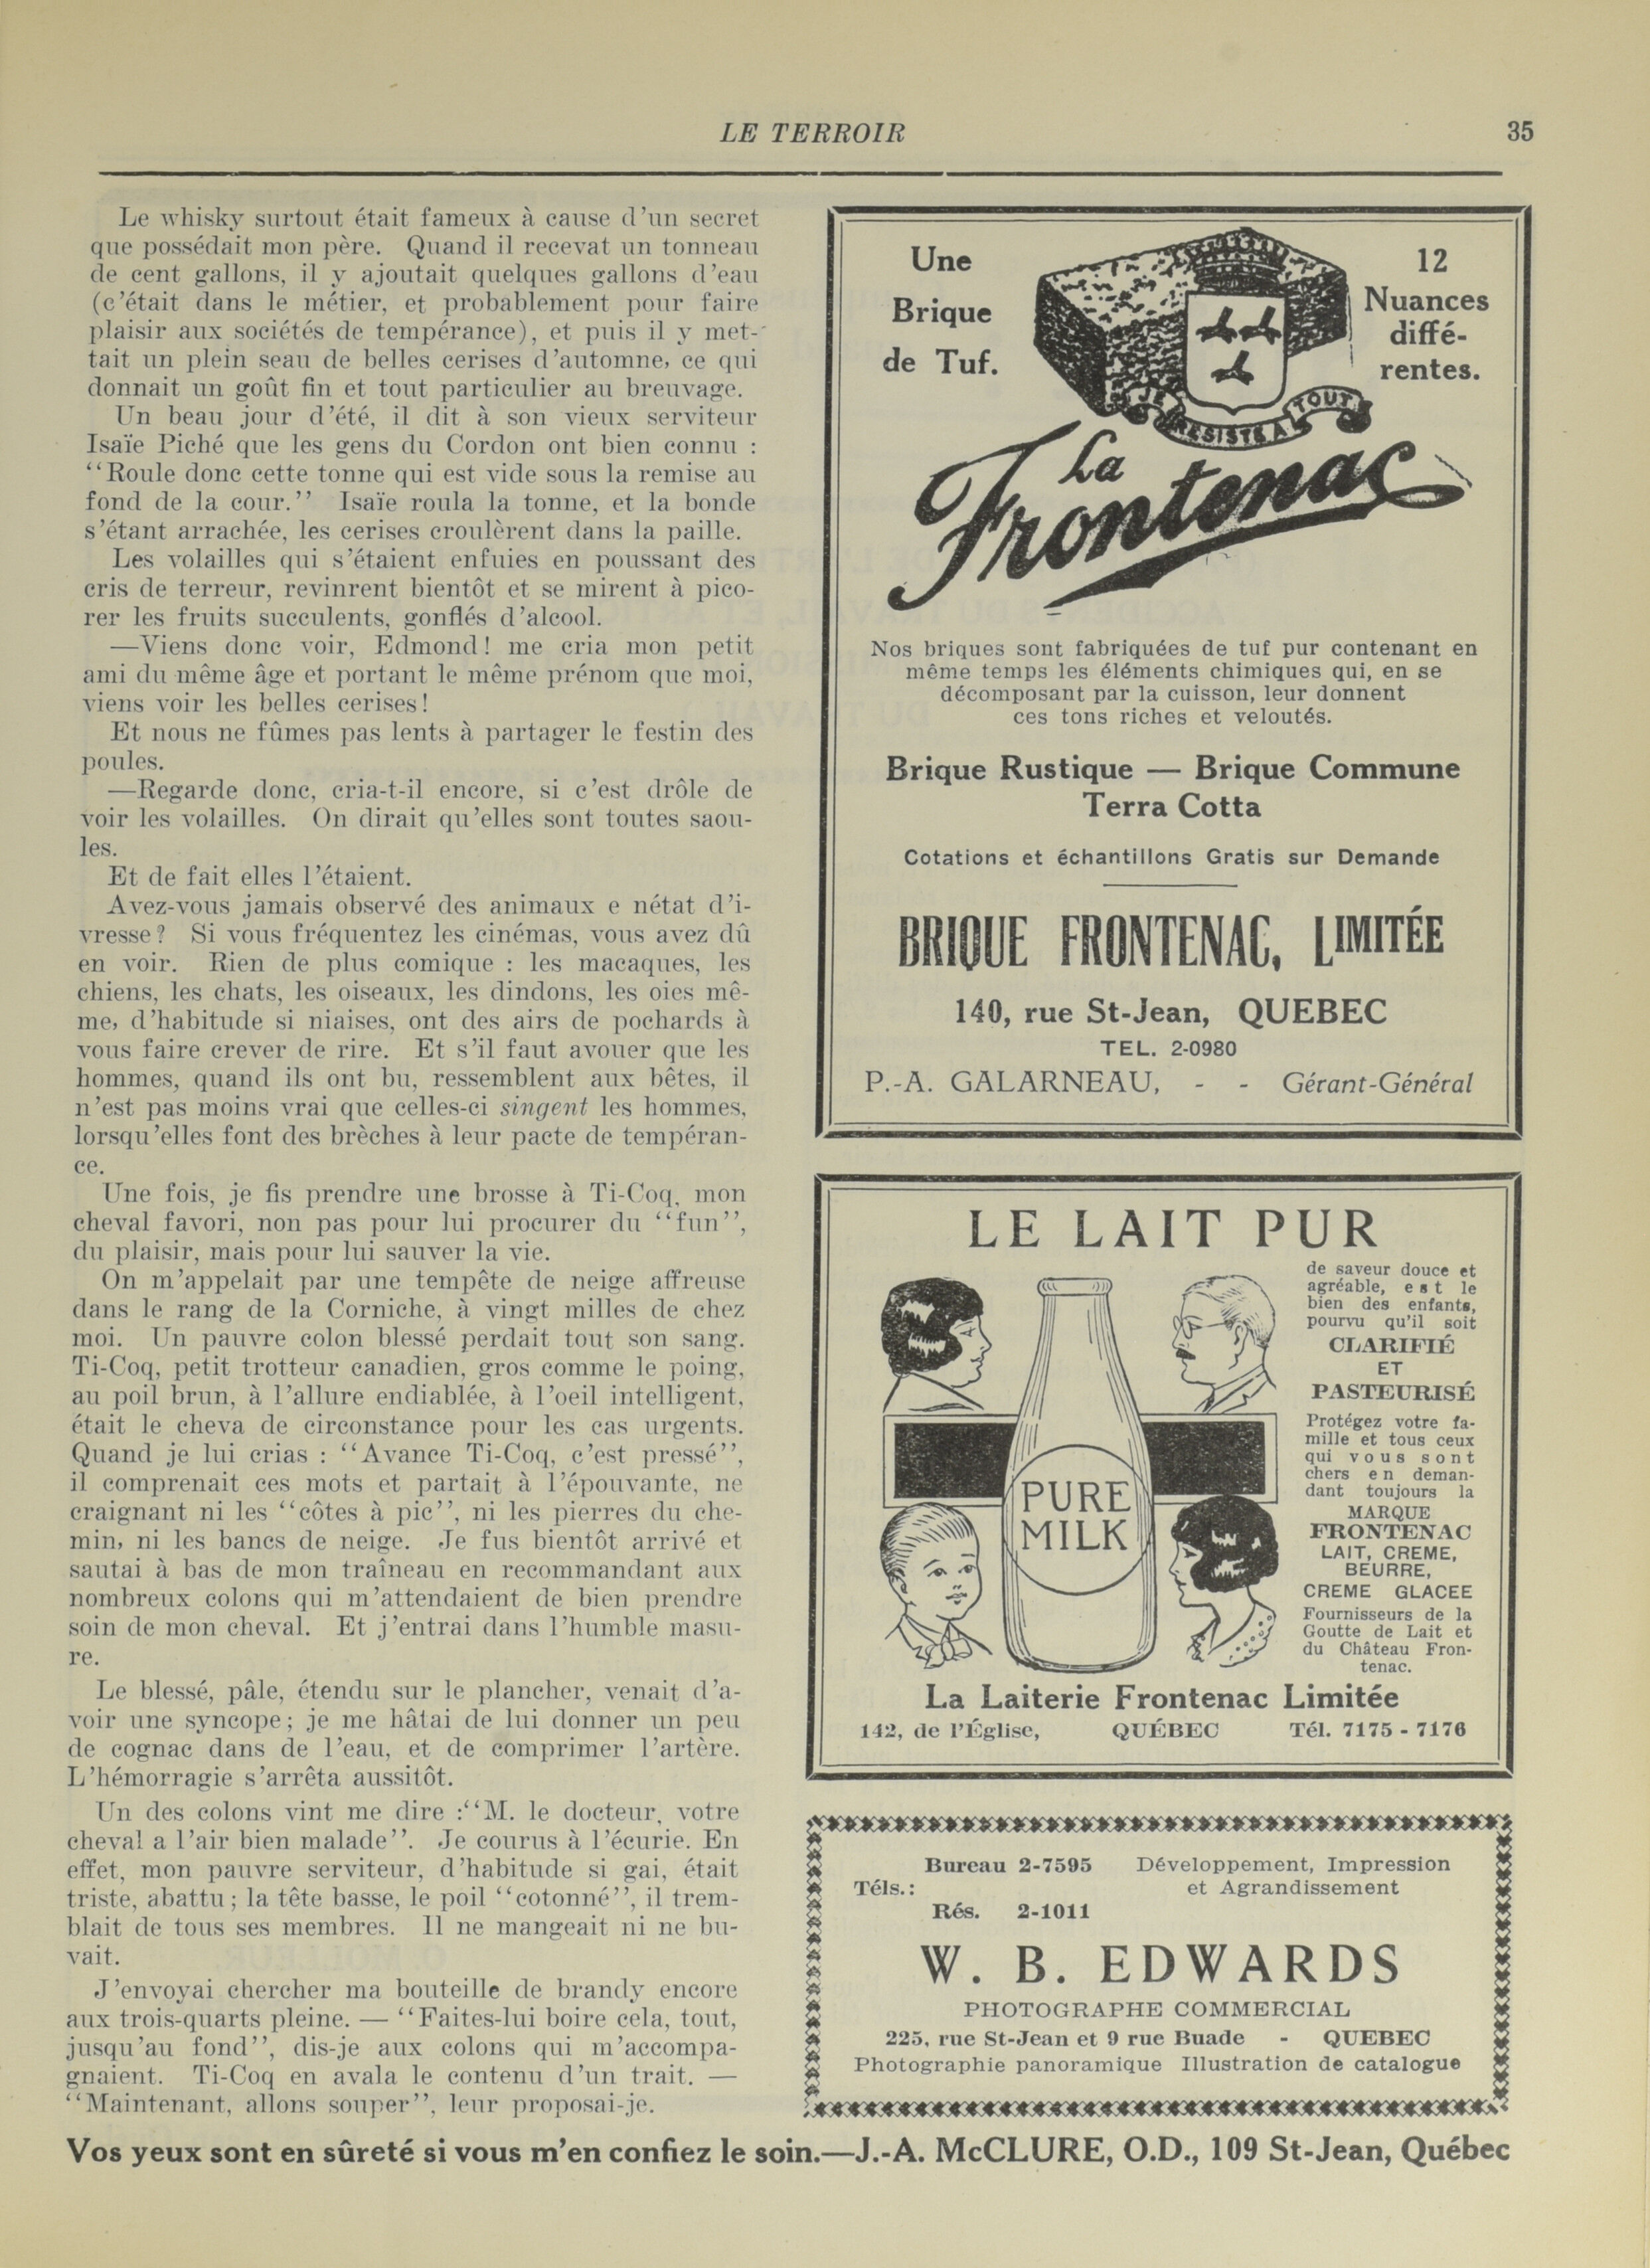 LE TERROIR
35
Le whisky surtout était fameux à cause d'un secret
que possédait mon père. Quand il recevat un tonneau
de cent gallons, il y ajoutait quelques gallons d'eau
(c'était dans le métier, et probablement pour faire
plaisir aux sociétés de tempérance), et puis il y met-
tait un plein seau de belles cerises d'automne, ce qui
donnait un goût fin et tout particulier au breuvage.
Un beau jour d'été, il dit à son vieux serviteur
Isaïe Piché que les gens du Cordon ont bien connu :
"Roule donc cette tonne qui est vide sous la remise au
fond de la cour." Isaïe roula la tonne, et la bonde
s'étant arrachée, les cerises croulèrent dans la paille.
Les volailles qui s'étaient enfuies en poussant des
cris de terreur, revinrent bientôt et se mirent à pico-
rer les fruits succulents, gonflés d'alcool.
—Viens donc voir, Edmond! me cria mon petit
ami du même âge et portant le même prénom que moi,
viens voir les belles cerises!
Et nous ne fûmes pas lents à partager le festin des
poules.
—Regarde donc, cria-t-il encore, si c'est drôle de
voir les volailles. On dirait qu'elles sont toutes saou-
les.
Et de fait elles l'étaient.
Avez-vous jamais observé des animaux e nétat d'i-
vresse? Si vous fréquentez les cinémas, vous avez dû
en voir. Rien de plus comique : les macaques, les
chiens, les chats, les oiseaux, les dindons, les oies mê-
me, d'habitude si niaises, ont des airs de pochards à
vous faire crever de rire. Et s'il faut avouer que les
hommes, quand ils ont bu, ressemblent aux bêtes, il
n'est pas moins vrai que celles-ci singent les hommes,
lorsqu'elles font des brèches à leur pacte de tempéran-
ce.
Une fois, je fis prendre une brosse à Ti-Coq, mon
cheval favori, non pas pour lui procurer du "fun",
du plaisir, mais pour lui sauver la vie.
On m'appelait par une tempête de neige affreuse
dans le rang de la Corniche, à vingt milles de chez
moi. Un pauvre colon blessé perdait tout son sang.
Ti-Coq, petit trotteur canadien, gros comme le poing,
au poil brun, à l'allure endiablée, à l'oeil intelligent,
était le cheva de circonstance pour les cas urgents.
Quand je lui crias : "Avance Ti-Coq, c'est pressé",
il comprenait ces mots et partait à l'épouvante, ne
craignant ni les "côtes à pic", ni les pierres du che-
min, ni les bancs de neige. Je fus bientôt arrivé et
sautai à bas de mon traîneau en recommandant aux
nombreux colons qui m'attendaient de bien prendre
soin de mon cheval. Et j'entrai dans l'humble masu-
re.
Le blessé, pâle, étendu sur le plancher, venait d'a-
voir une syncope; je me hâtai de lui donner un peu
de cognac dans de l'eau, et de comprimer l'artère.
L'hémorragie s'arrêta aussitôt.
Un des colons vint me dire :"M. le docteur, votre
cheval a l'air bien malade". Je courus à l'écurie. En
effet, mon pauvre serviteur, d'habitude si gai, était
triste, abattu; la tête basse, le poil "cotonné", il trem-
blait de tous ses membres. Il ne mangeait ni ne bu-
vait.
J'envoyai chercher ma bouteille de brandy encore
aux trois-quarts pleine. — "Faites-lui boire cela, tout,
jusqu'au fond", dis-je aux colons qui m'accompa-
gnaient. Ti-Coq en avala le contenu d'un trait. —
"Maintenant, allons souper", leur proposai-je.
Une
Brique
de Tuf.
12
Nuances
diffé-
rentes.
JE RESISTE A TOUT
La
Frontenac
Nos briques sont fabriquées de tuf pur contenant en
même temps les éléments chimiques qui, en se
décomposant par la cuisson, leur donnent
ces tons riches et veloutés.
Brique Rustique — Brique Commune
Terra Cotta
Cotations et échantillons Gratis sur Demande
BRIQUE FRONTENAC, LIMITÉE
140, rue St-Jean, QUEBEC
TEL. 2-0980
P.-A. GALARNEAU, - - Gérant-Général
LE LAIT PUR
PURE
MILK
de saveur douce et
agréable, est le
bien des enfants,
pourvu qu'il soit
CLARIFIÉ
ET
PASTEURISÉ
Protégez votre fa-
mille et tous ceux
qui vous sont
chers en deman-
dant toujours la
MARQUE
FRONTENAC
LAIT, CREME,
BEURRE,
CREME GLACEE
Fournisseurs de la
Goutte de Lait et
du Château Fron-
tenac.
La Laiterie Frontenac Limitée
142, de l'Église, QUÉBEC Tél. 7175 - 7176
Bureau 2-7595 Développement, Impression
Téls.: et Agrandissement
Rés. 2-1011
W. B. EDWARDS
PHOTOGRAPHE COMMERCIAL
225, rue St-Jean et 9 rue Buade - QUEBEC
Photographie panoramique Illustration de catalogue
Vos yeux sont en sûreté si vous m'en confiez le soin.—J.-A. McCLURE, O.D., 109 St-Jean, Québec